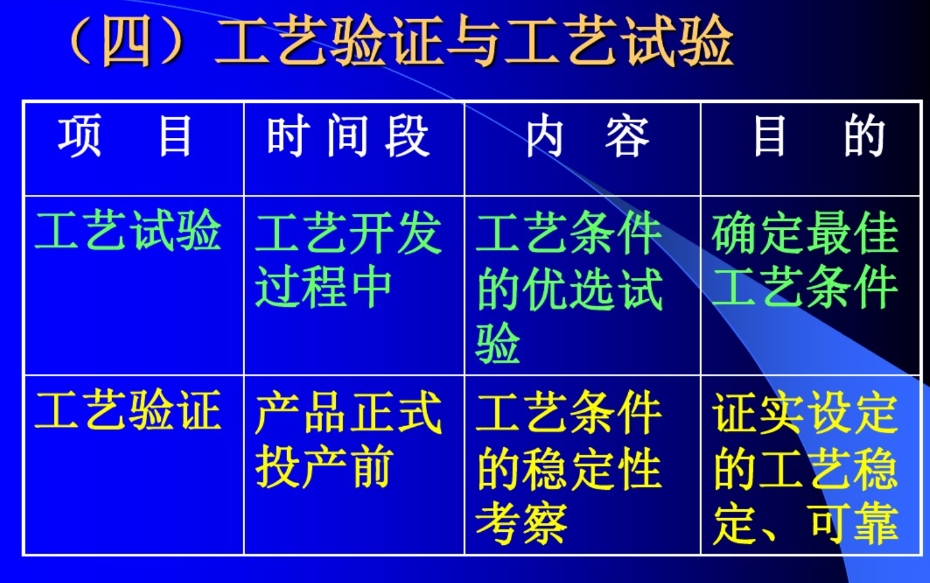 （四）工艺验证与工艺试验
项 目 时间段 内 容 目 的
工艺试验 工艺开发 工艺条件 确定最佳
过程中 的优选试 工艺条件
验
工艺验证 产品正式 工艺条件 证实设定
投产前 的稳定性 的工艺稳
考察 定、可靠